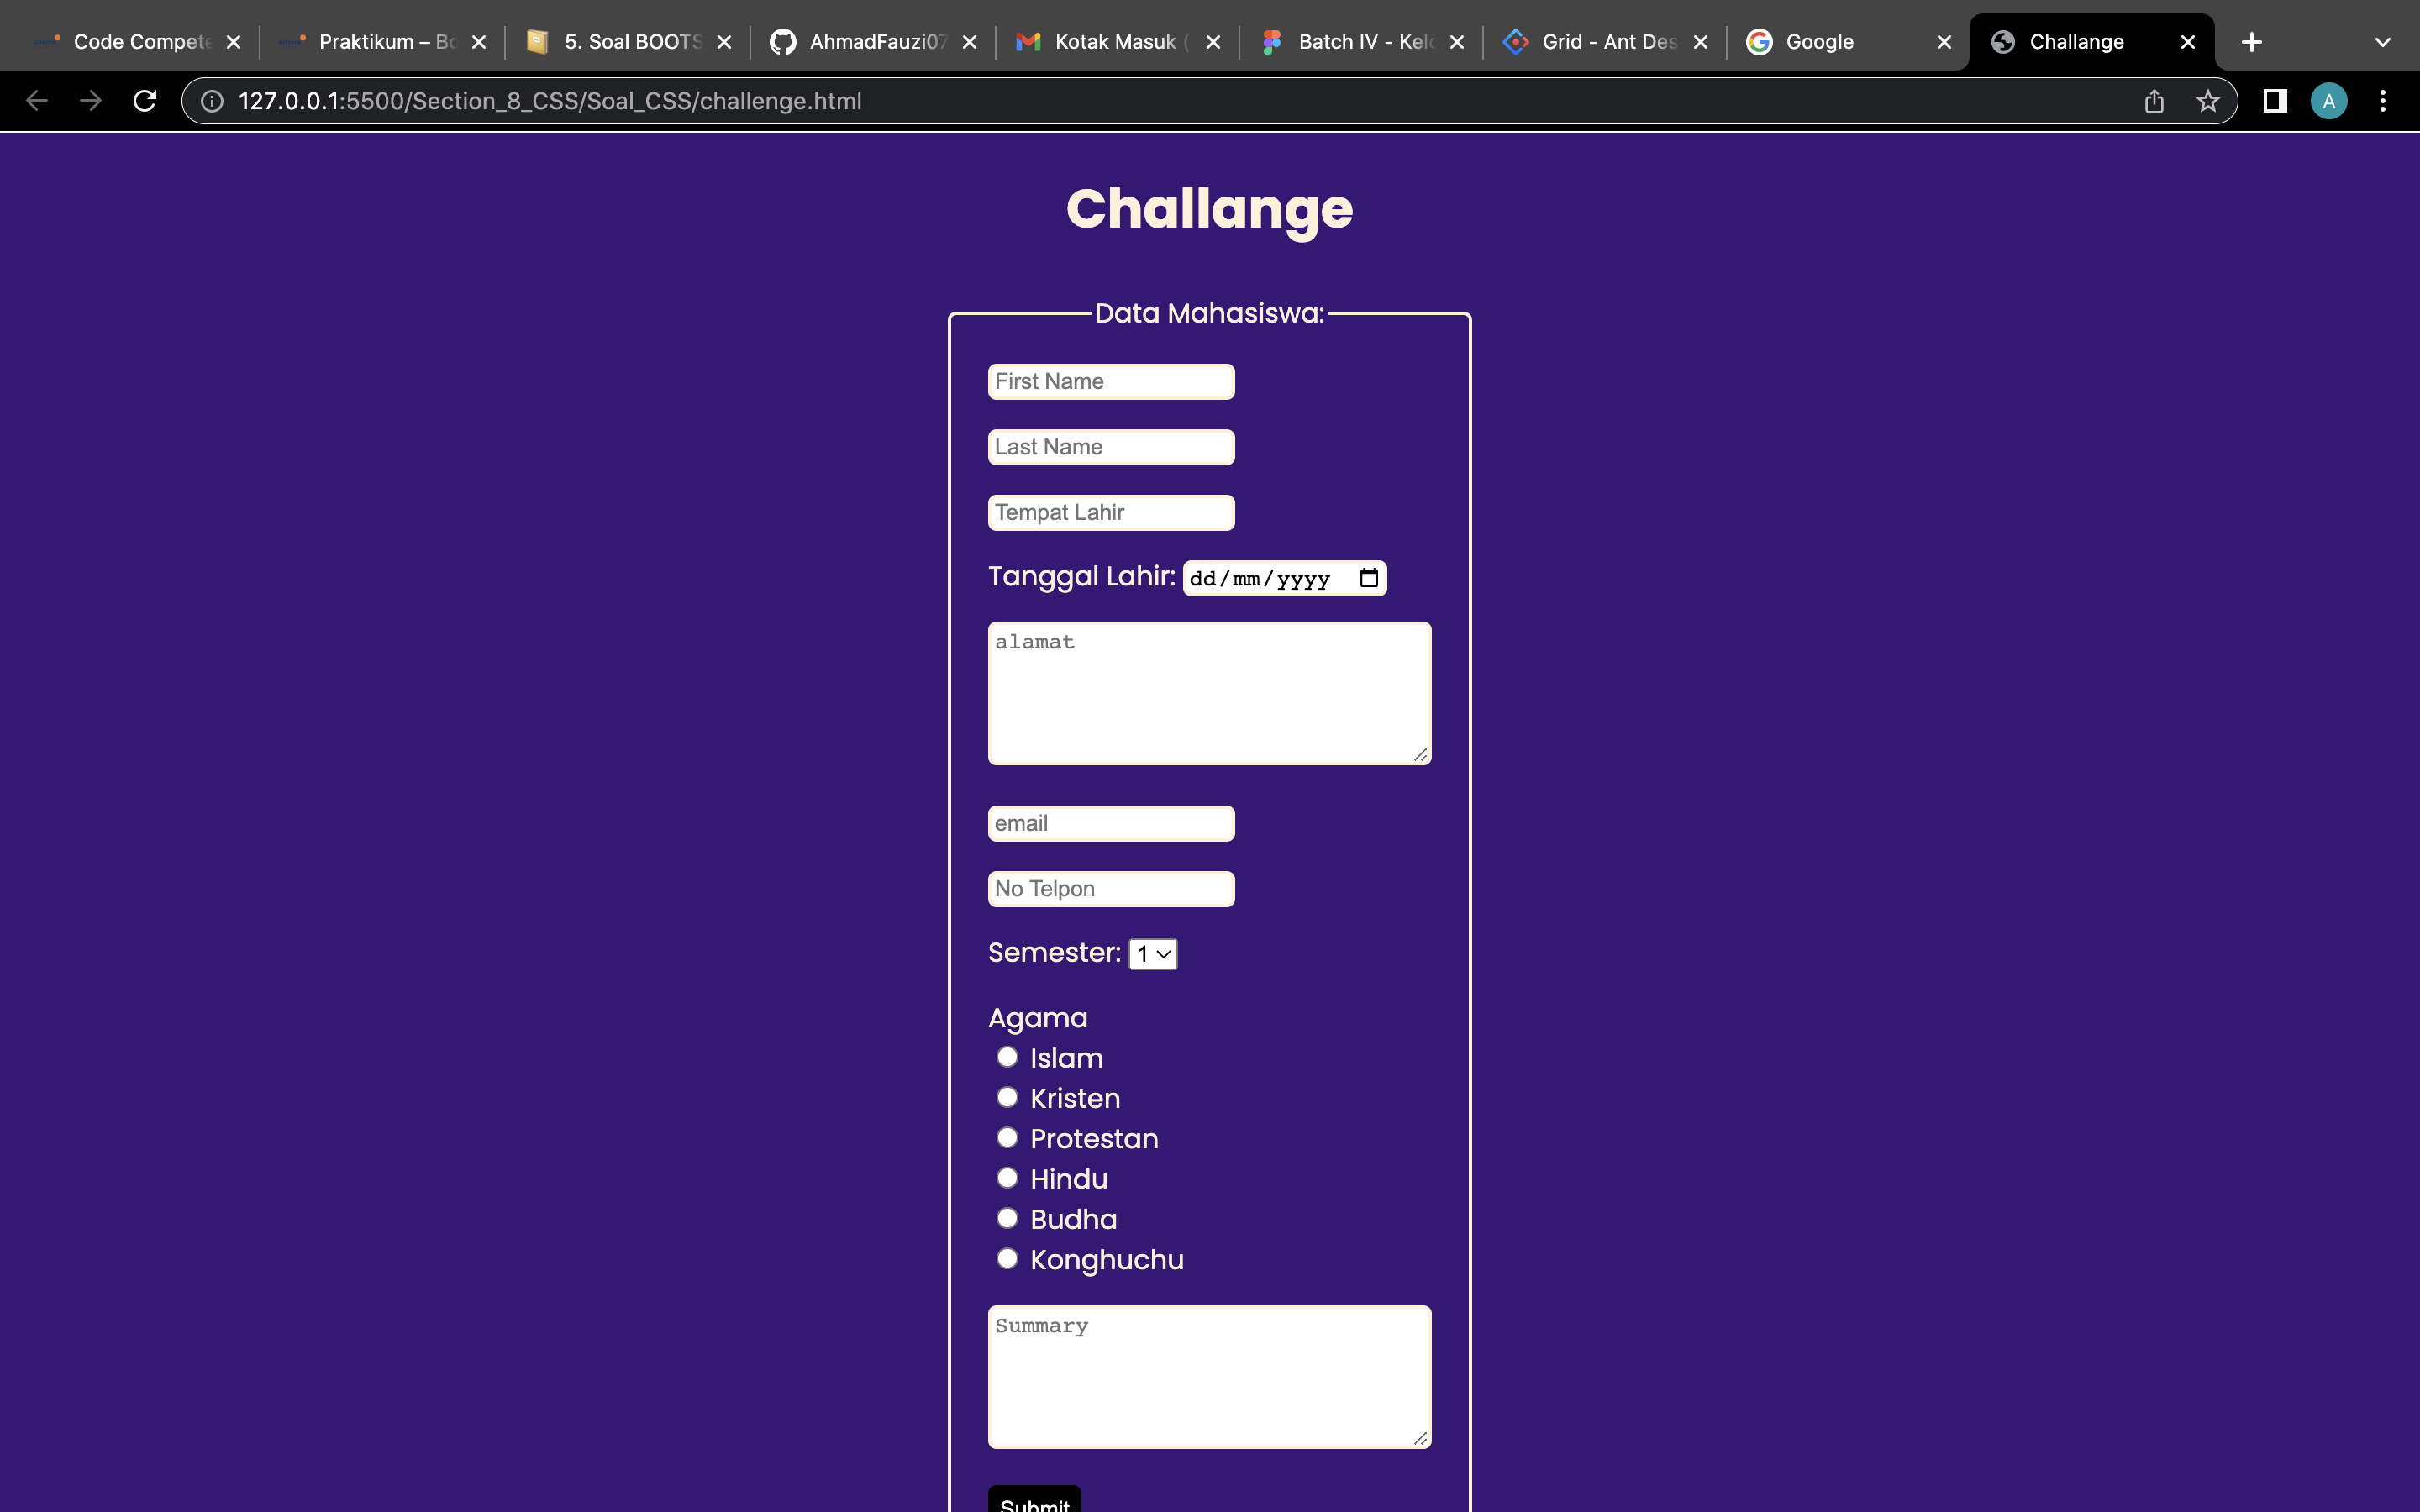 Code Compete
Praktikum – Bo
5. Soal BOOTS
AhmadFauzi07
Kotak Masuk (
Batch IV - Kelo
Grid - Ant Des
Google
Challange
127.0.0.1:5500/Section_8_CSS/Soal_CSS/challenge.html
A
Challange
Data Mahasiswa:
First Name
Last Name
Tempat Lahir
Tanggal Lahir: dd/mm/yyyy
alamat
email
No Telpon
Semester: 1
Agama
Islam
Kristen
Protestan
Hindu
Budha
Konghuchu
Summary
Submit